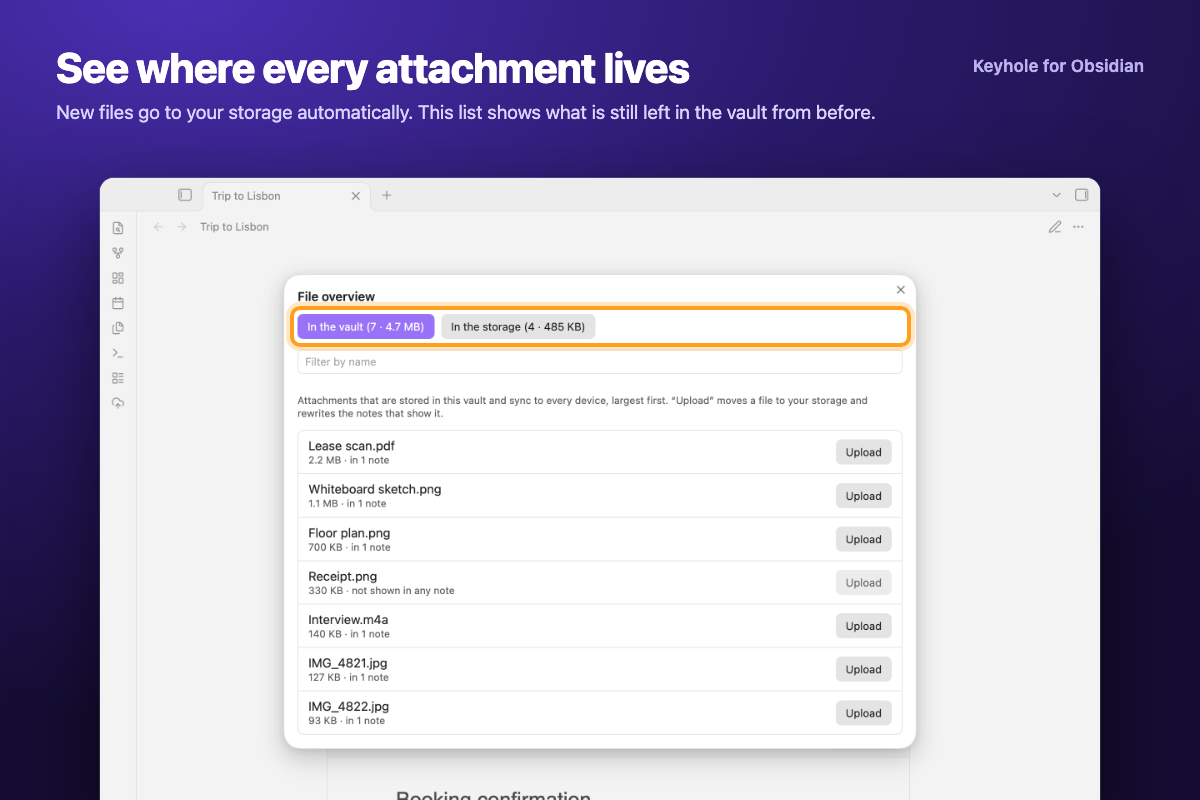 See where every attachment lives
Keyhole for Obsidian
New files go to your storage automatically. This list shows what is still left in the vault from before.
Trip to Lisbon
Trip to Lisbon
File overview
In the vault (7 · 4.7 MB)
In the storage (4 · 485 KB)
Filter by name
Attachments that are stored in this vault and sync to every device, largest first. “Upload” moves a file to your storage and
rewrites the notes that show it.
Lease scan.pdf
2.2 MB · in 1 note
Upload
Whiteboard sketch.png
1.1 MB · in 1 note
Upload
Floor plan.png
700 KB · in 1 note
Upload
Receipt.png
330 KB · not shown in any note
Upload
Interview.m4a
140 KB · in 1 note
Upload
IMG_4821.jpg
127 KB · in 1 note
Upload
IMG_4822.jpg
93 KB · in 1 note
Upload
Booking confirmation